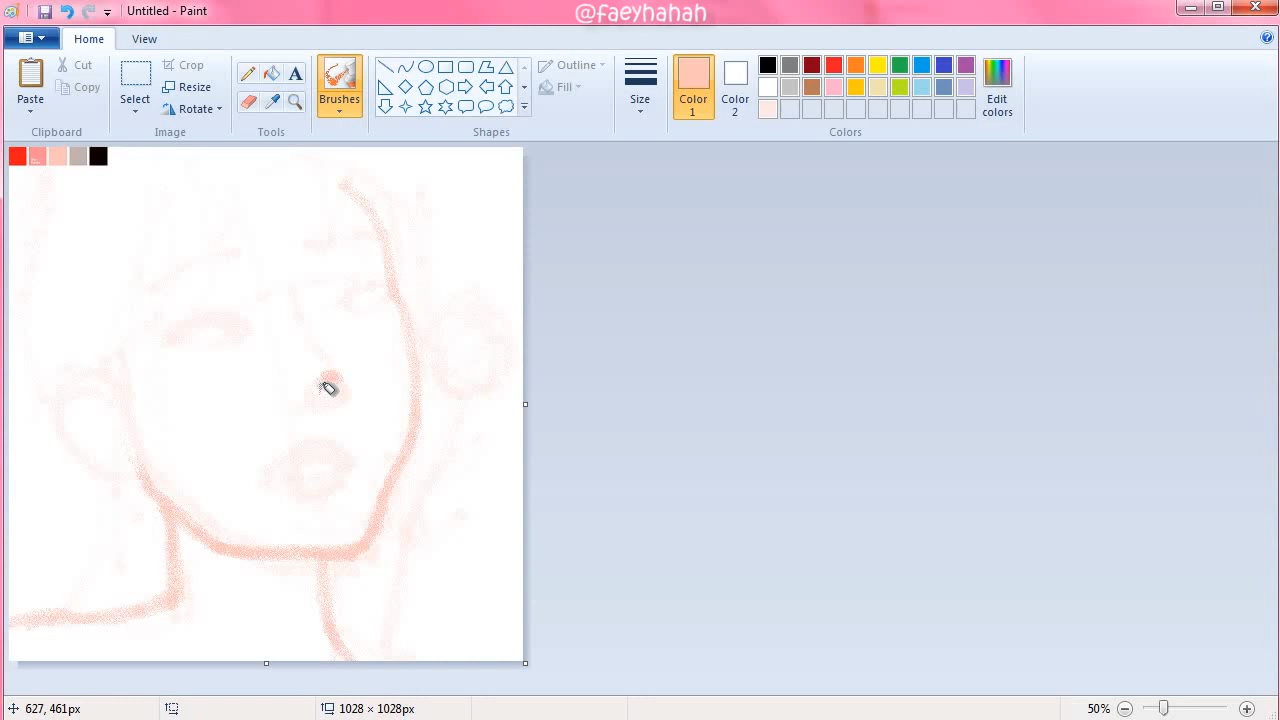 Untitled - Paint
@faeyhahah
Home
View
Paste
Cut
Copy
Clipboard
Select
Crop
Resize
Rotate
Image
A
Tools
Brushes
Outline
Fill
Shapes
Size
Color 1
Color 2
Edit colors
Colors
627, 461px
1028 × 1028px
50%